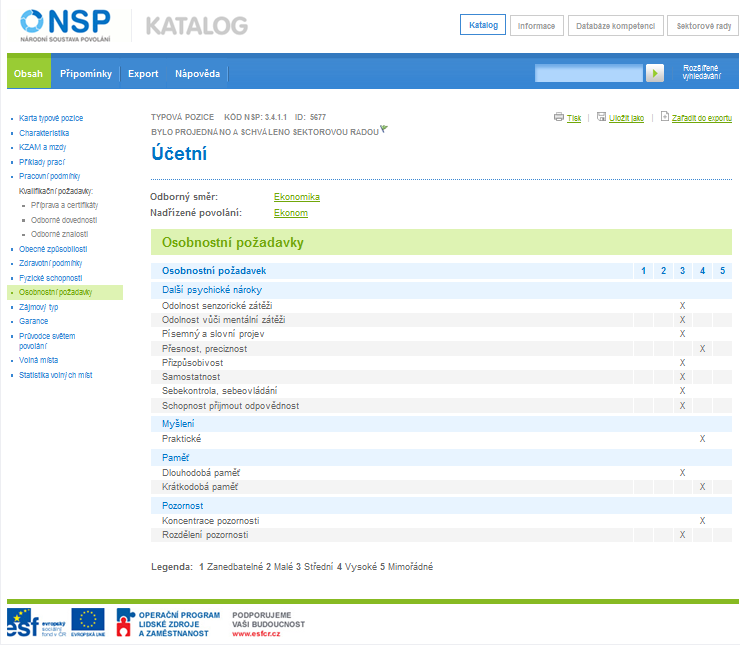 NSP
NÁRODNÍ SOUSTAVA POVOLÁNÍ
KATALOG
Katalog
Informace
Databáze kompetencí
Sektorové rady
Obsah
Připomínky
Export
Nápověda
Rozšířené
vyhledávání
Karta typové pozice
Charakteristika
KZAM a mzdy
Příklady prací
Pracovní podmínky
Kvalifikační požadavky:
Příprava a certifikáty
Odborné dovednosti
Odborné znalosti
Obecné způsobilosti
Zdravotní podmínky
Fyzické schopnosti
Osobnostní požadavky
Zájmový typ
Garance
Průvodce světem
povolání
Volná místa
Statistika volných míst
TYPOVÁ POZICE KÓD NSP: 3.4.1.1 ID: 5677
BYLO PROJEDNÁNO A SCHVÁLENO SEKTOROVOU RADOU
Tisk | Uložit jako | Zařadit do exportu
Účetní
Odborný směr: Ekonomika
Nadřízené povolání: Ekonom
Osobnostní požadavky
Osobnostní požadavek 1 2 3 4 5
Další psychické nároky
Odolnost senzorické zátěži X
Odolnost vůči mentální zátěži X
Písemný a slovní projev X
Přesnost, preciznost X
Přizpůsobivost X
Samostatnost X
Sebekontrola, sebeovládání X
Schopnost přijmout odpovědnost X
Myšlení
Praktické X
Paměť
Dlouhodobá paměť X
Krátkodobá paměť X
Pozornost
Koncentrace pozornosti X
Rozdělení pozornosti X
Legenda: 1 Zanedbatelné 2 Malé 3 Střední 4 Vysoké 5 Mimořádné
esf
evropský
sociální
fond v ČR
EVROPSKÁ UNIE
OPERAČNÍ PROGRAM
LIDSKÉ ZDROJE
A ZAMĚSTNANOST
PODPORUJEME
VAŠI BUDOUCNOST
www.esfcr.cz